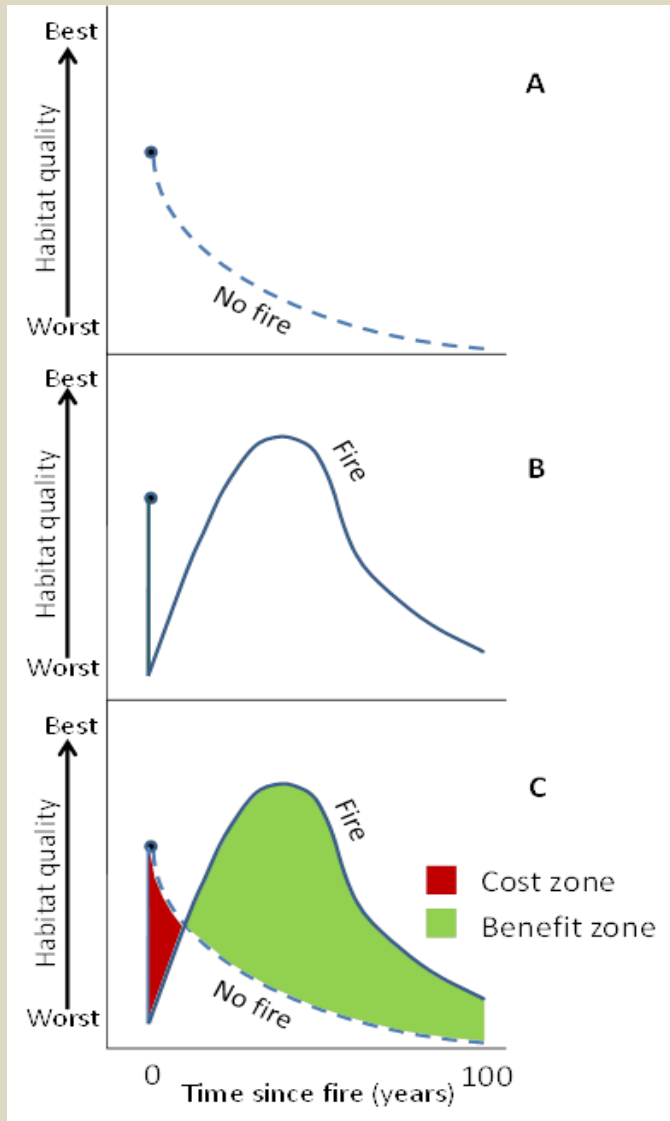 Best
A
Habitat quality
No fire
Worst
Best
Fire
B
Habitat quality
Worst
Best
C
Fire
Habitat quality
Cost zone
Benefit zone
No fire
Worst
0
100
Time since fire (years)